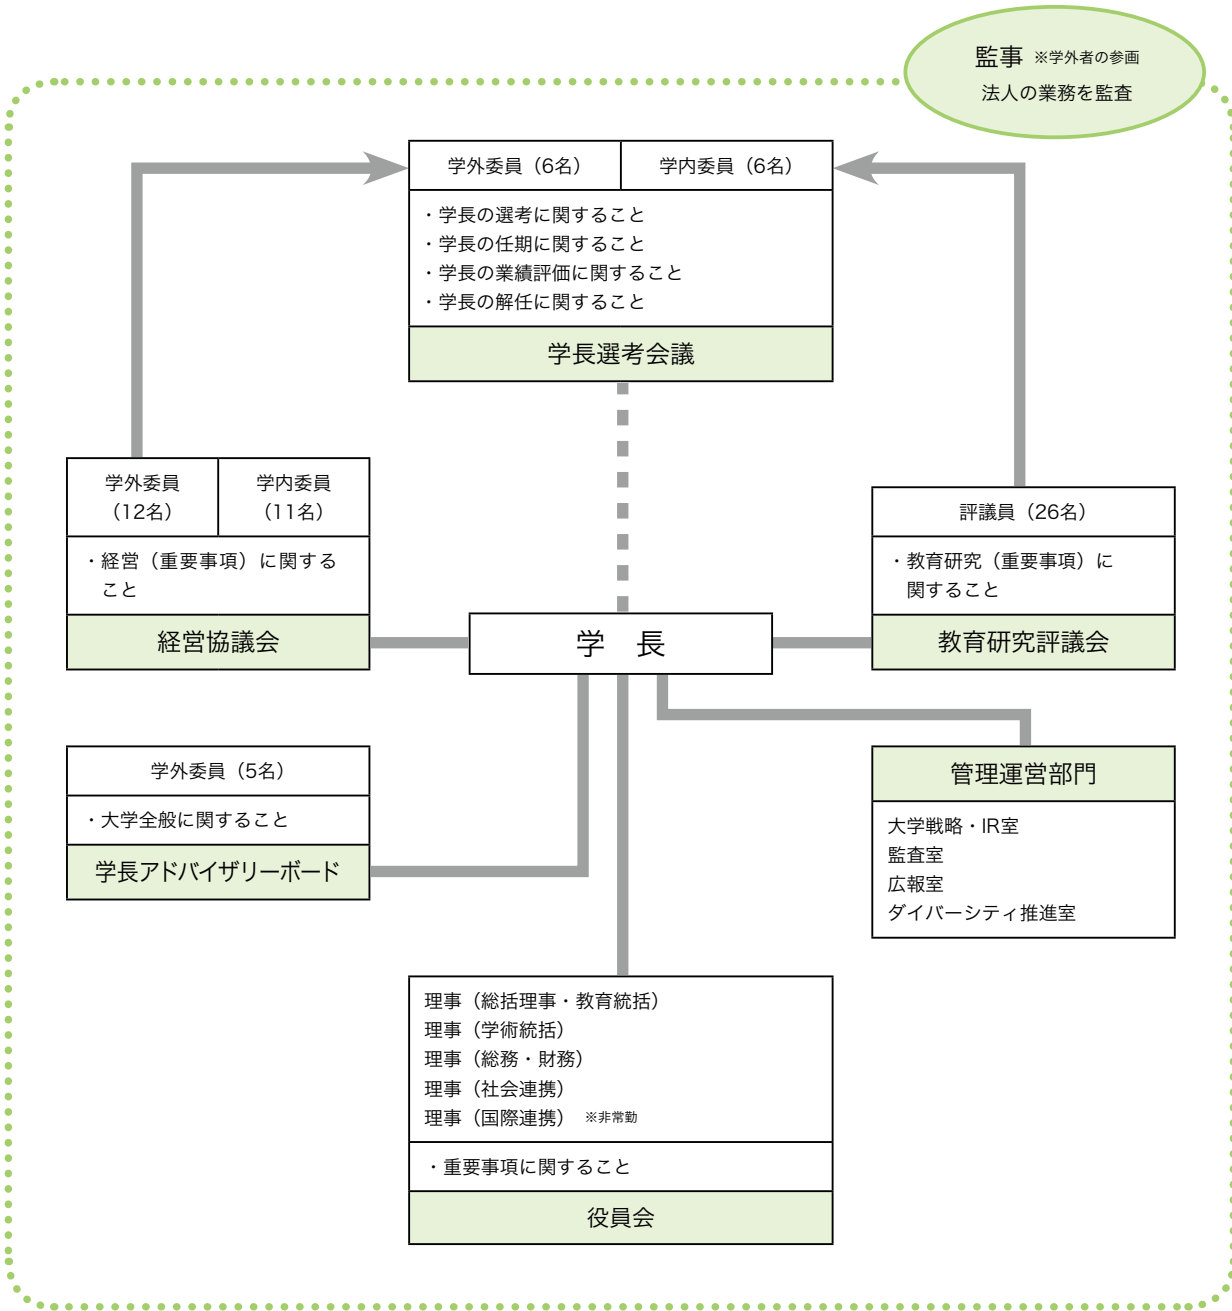 監事 ※学外者の参画
法人の業務を監査
学外委員（6名） 学内委員（6名）
・学長の選考に関すること
・学長の任期に関すること
・学長の業績評価に関すること
・学長の解任に関すること
学長選考会議
学外委員
（12名）
学内委員
（11名）
・経営（重要事項）に関する
こと
経営協議会
評議員（26名）
・教育研究（重要事項）に
関すること
教育研究評議会
学　長
学外委員（5名）
・大学全般に関すること
学長アドバイザリーボード
管理運営部門
大学戦略・IR室
監査室
広報室
ダイバーシティ推進室
理事（総括理事・教育統括）
理事（学術統括）
理事（総務・財務）
理事（社会連携）
理事（国際連携） ※非常勤
・重要事項に関すること
役員会